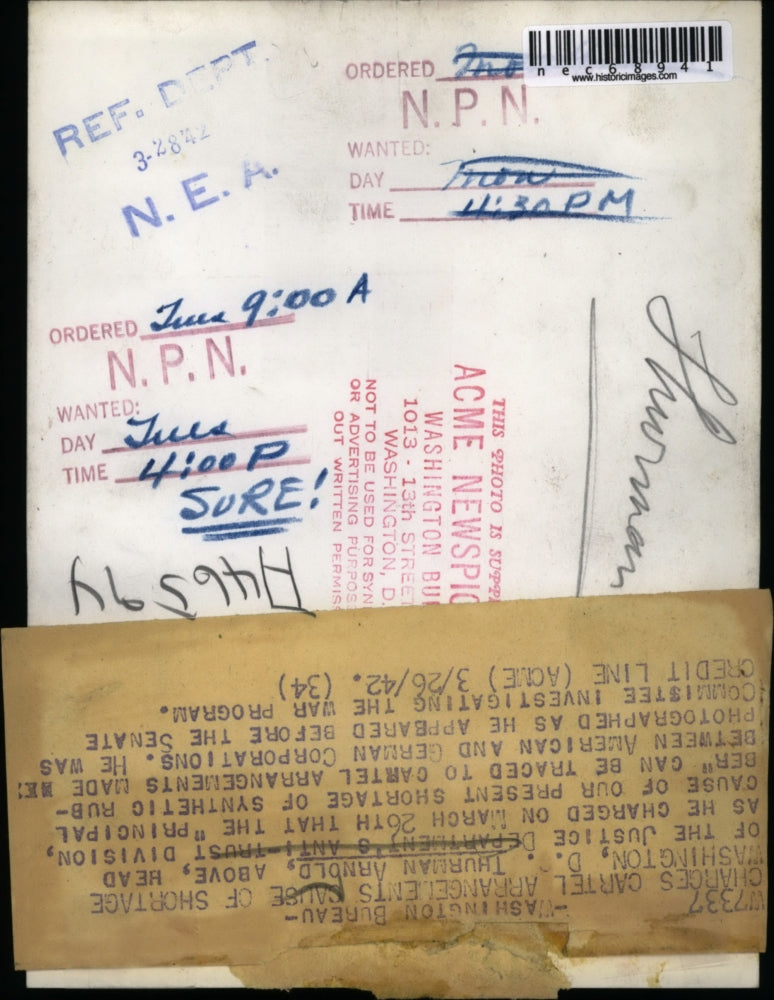 REF. DEPT.
3-28'42
N. E. A.
ORDERED Mo
N.P.N.
WANTED:
DAY Mon
TIME 4:30 PM
nec68941
www.historicimages.com
ORDERED Tues 9:00 A
N.P.N.
WANTED:
DAY Tues
TIME 4:00 P
SURE!
Thurman
THIS PHOTO IS SUPP
ACME NEWSPIC
WASHINGTON BU
1013 - 13th STREET
WASHINGTON, D.
NOT TO BE USED FOR SYN
OR ADVERTISING PURPOS
OUT WRITTEN PERMIS
W7337 -WASHINGTON BUREAU-
CHARGES CARTEL ARRANGELENTS CAUSE OF SHORTAGE
WASHINGTON, D. . THURMAN ARNOLD, ABOVE, HEAD
OF THE JUSTICE DEPARTMENT'S ANTI-TRUST DIVISION,
AS HE CHARGED ON MARCH 26TH THAT THE "PRINCIPAL
CAUSE OF OUR PRESENT SHORTAGE OF SYNTHETIC RUB-
BER" CAN BE TRACED TO CARTEL ARRANGEMENTS MADE
BETWEEN AMERICAN AND GERMAN CORPORATIONS. HE WAS
PHOTOGRAPHED AS HE APPEARED BEFORE THE SENATE
COMMISTEE INVESTIGATING THE WAR PROGRAM.
CREDIT LINE (ACME) 3/26/42. (34)